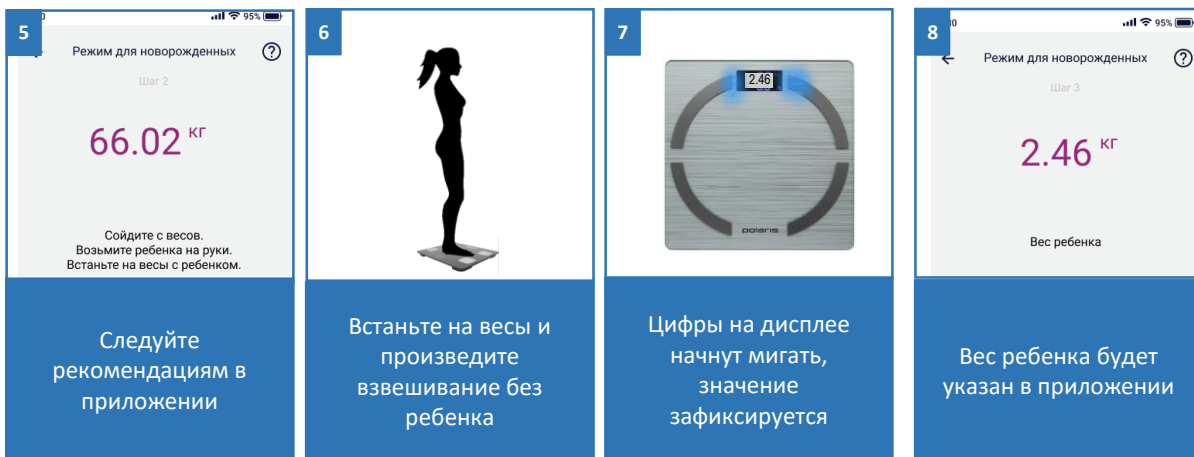 5
95%
Режим для новорожденных
?
Шаг 2
66.02 кг
Сойдите с весов.
Возьмите ребенка на руки.
Встаньте на весы с ребенком.
Следуйте
рекомендациям в
приложении
6
Встаньте на весы и
произведите
взвешивание без
ребенка
7
2.46
polaris
Цифры на дисплее
начнут мигать,
значение
зафиксируется
8
95%
Режим для новорожденных
?
Шаг 3
2.46 кг
Вес ребенка
Вес ребенка будет
указан в приложении